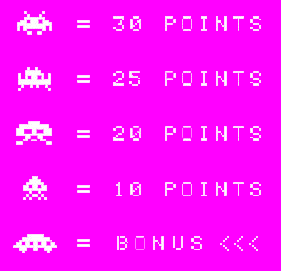 = 30 POINTS
= 25 POINTS
= 20 POINTS
= 10 POINTS
= BONUS <<<